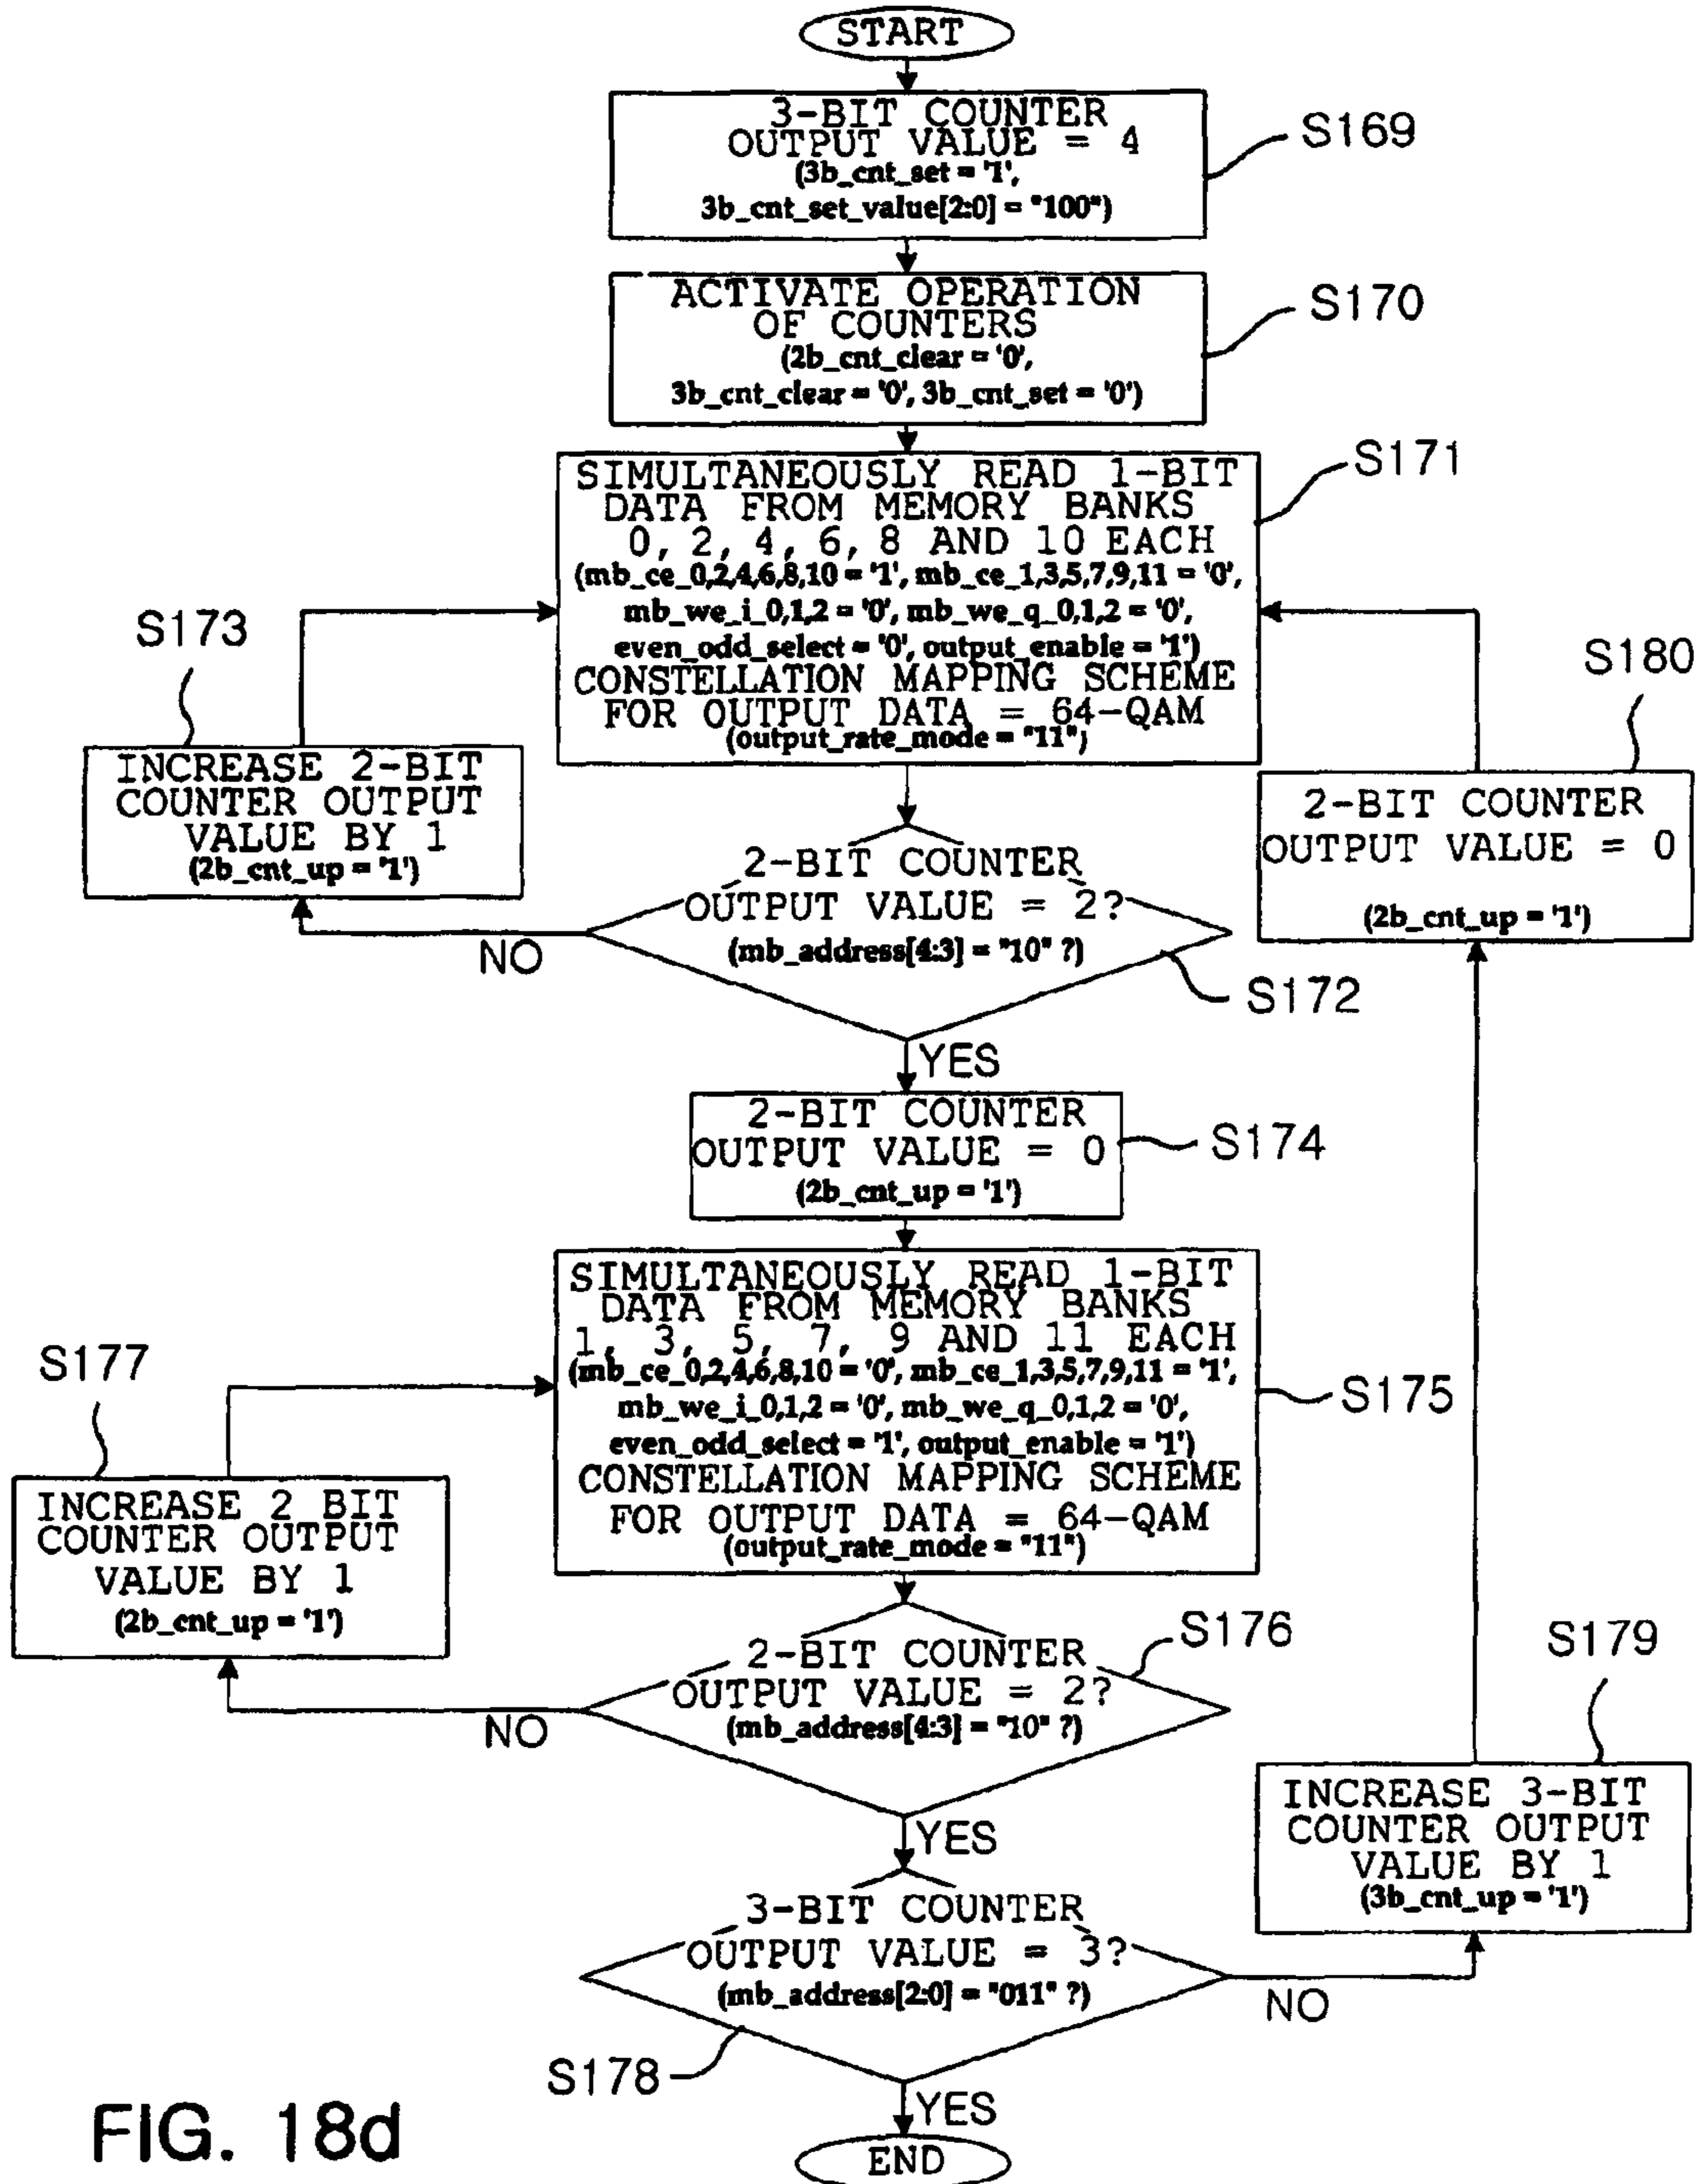 START
3-BIT COUNTER
OUTPUT VALUE = 4
(3b_cnt_set = '1',
3b_cnt_set_value[2:0] = "100")
S169
ACTIVATE OPERATION
OF COUNTERS
(2b_cnt_clear = '0',
3b_cnt_clear = '0', 3b_cnt_set = '0')
S170
SIMULTANEOUSLY READ 1-BIT
DATA FROM MEMORY BANKS
0, 2, 4, 6, 8 AND 10 EACH
(mb_ce_0,2,4,6,8,10 = '1', mb_ce_1,3,5,7,9,11 = '0',
mb_we_i_0,1,2 = '0', mb_we_q_0,1,2 = '0',
even_odd_select = '0', output_enable = '1')
CONSTELLATION MAPPING SCHEME
FOR OUTPUT DATA = 64-QAM
(output_rate_mode = "11")
S171
S173
INCREASE 2-BIT
COUNTER OUTPUT
VALUE BY 1
(2b_cnt_up = '1')
S180
2-BIT COUNTER
OUTPUT VALUE = 0
(2b_cnt_up = '1')
2-BIT COUNTER
OUTPUT VALUE = 2?
(mb_address[4:3] = "10" ?)
NO
S172
YES
2-BIT COUNTER
OUTPUT VALUE = 0
(2b_cnt_up = '1')
S174
SIMULTANEOUSLY READ 1-BIT
DATA FROM MEMORY BANKS
1, 3, 5, 7, 9 AND 11 EACH
(mb_ce_0,2,4,6,8,10 = '0', mb_ce_1,3,5,7,9,11 = '1',
mb_we_i_0,1,2 = '0', mb_we_q_0,1,2 = '0',
even_odd_select = '1', output_enable = '1')
CONSTELLATION MAPPING SCHEME
FOR OUTPUT DATA = 64-QAM
(output_rate_mode = "11")
S175
S177
INCREASE 2 BIT
COUNTER OUTPUT
VALUE BY 1
(2b_cnt_up = '1')
2-BIT COUNTER
OUTPUT VALUE = 2?
(mb_address[4:3] = "10" ?)
S176
NO
YES
S179
INCREASE 3-BIT
COUNTER OUTPUT
VALUE BY 1
(3b_cnt_up = '1')
3-BIT COUNTER
OUTPUT VALUE = 3?
(mb_address[2:0] = "011" ?)
NO
S178
YES
END
FIG. 18d